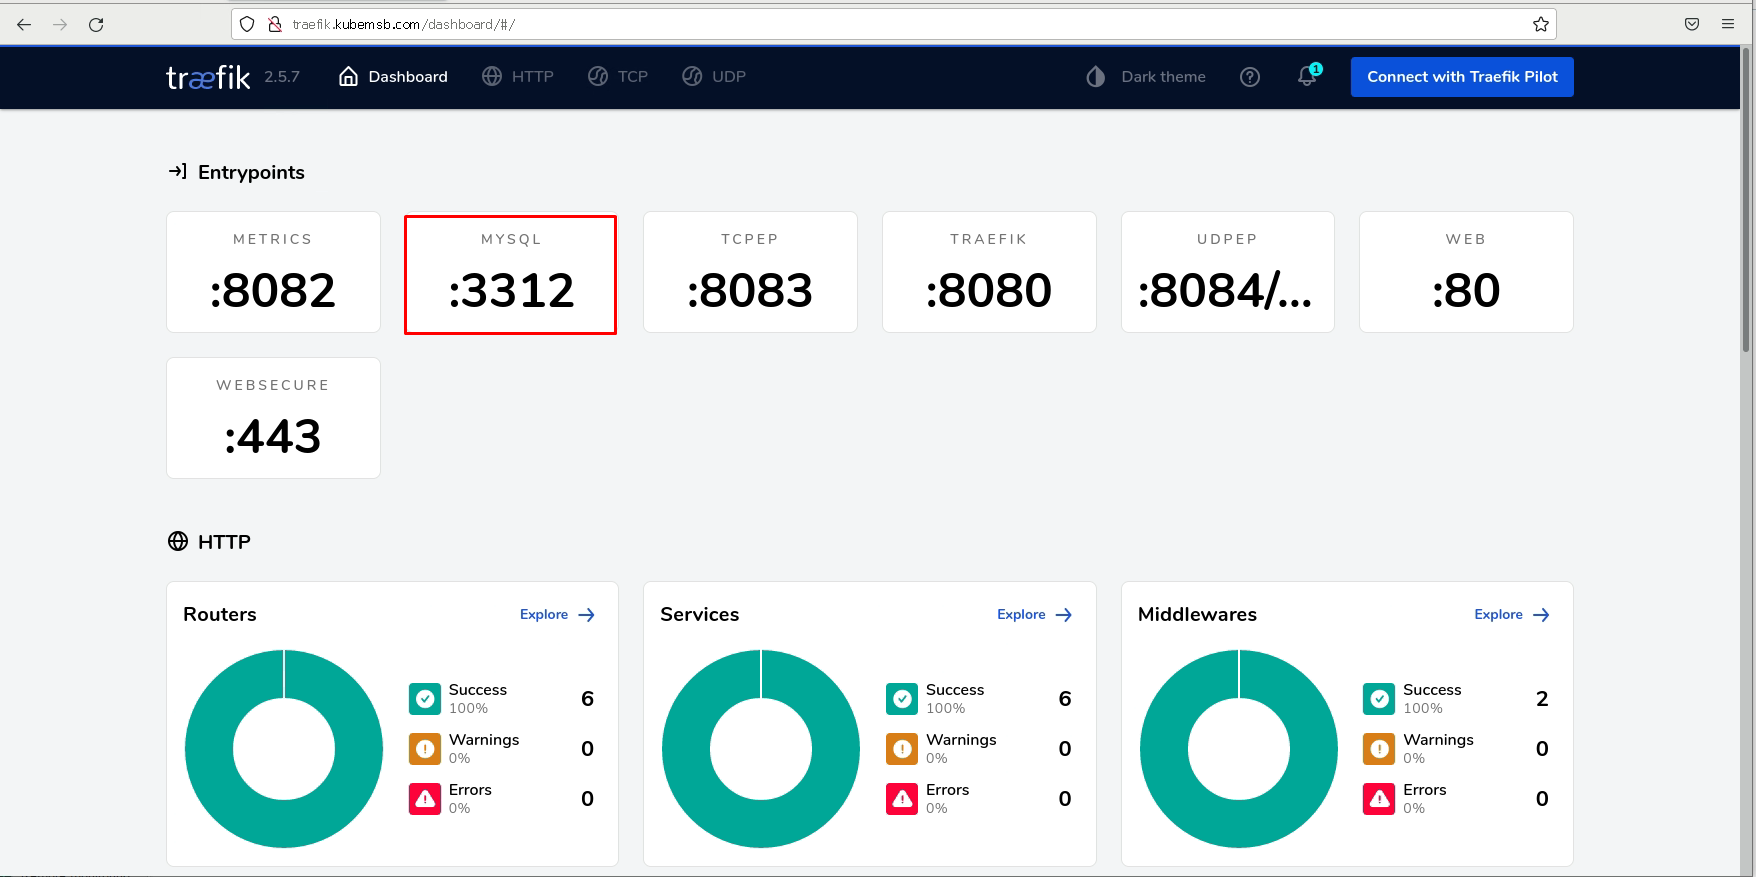 traefik.kubemsb.com/dashboard/#/
træfik 2.5.7 Dashboard HTTP TCP UDP Dark theme 1 Connect with Traefik Pilot
Entrypoints
METRICS MYSQL TCPEP TRAEFIK UDPEP WEB
:8082 :3312 :8083 :8080 :8084/... :80
WEBSECURE
:443
HTTP
Routers Explore Services Explore Middlewares Explore
Success 6 Success 6 Success 2
100% 100% 100%
Warnings 0 Warnings 0 Warnings 0
0% 0% 0%
Errors 0 Errors 0 Errors 0
0% 0% 0%